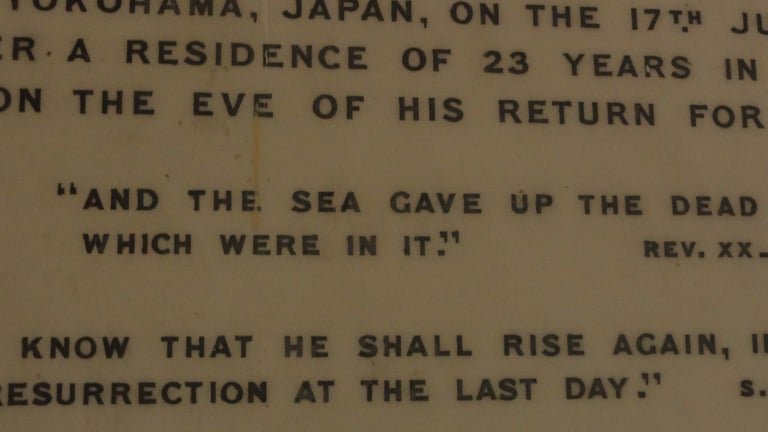 YOKOHAMA, JAPAN, ON THE 17TH JU
ER A RESIDENCE OF 23 YEARS IN
ON THE EVE OF HIS RETURN FOR
"AND THE SEA GAVE UP THE DEAD
WHICH WERE IN IT." REV. XX.
KNOW THAT HE SHALL RISE AGAIN, I
RESURRECTION AT THE LAST DAY." S.